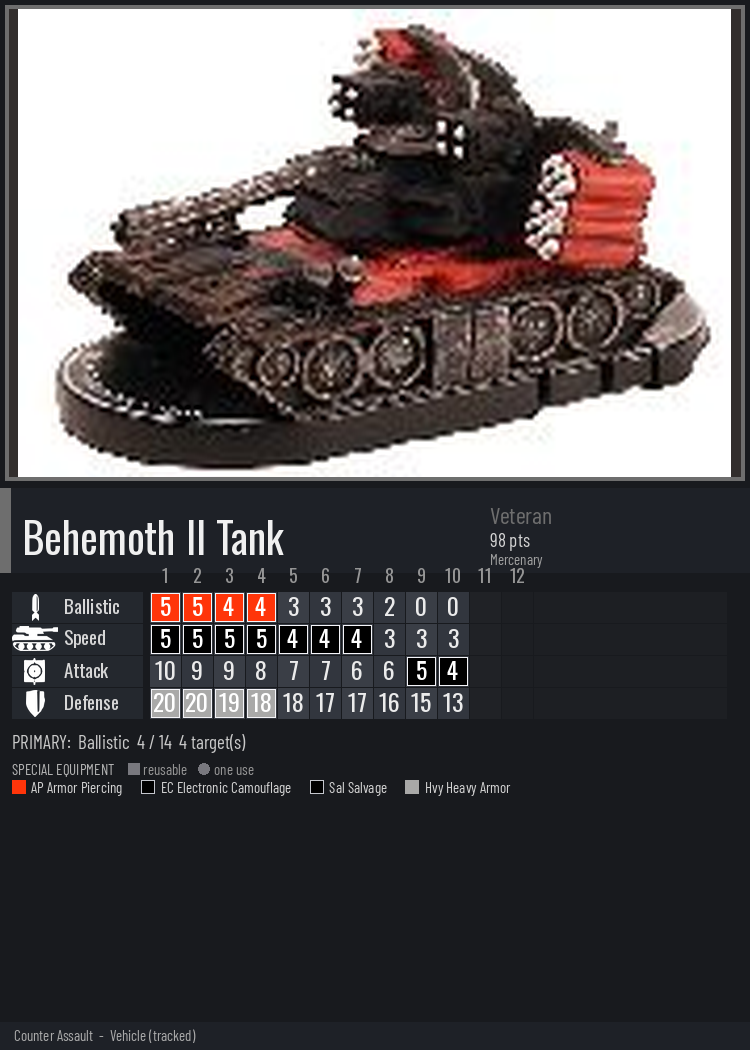 Behemoth II Tank
Veteran
98 pts
Mercenary
1 2 3 4 5 6 7 8 9 10 11 12
Ballistic 5 5 4 4 3 3 3 2 0 0
Speed 5 5 5 5 4 4 4 3 3 3
Attack 10 9 9 8 7 7 6 6 5 4
Defense 20 20 19 18 18 17 17 16 15 13
PRIMARY: Ballistic 4 / 14 4 target(s)
SPECIAL EQUIPMENT reusable one use
AP Armor Piercing EC Electronic Camouflage Sal Salvage Hvy Heavy Armor
Counter Assault - Vehicle (tracked)